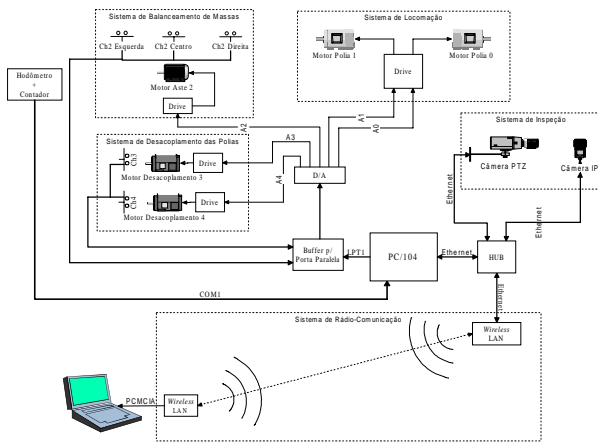 Sistema de Balanceamento de Massas
Ch2 Esquerda
Ch2 Centro
Ch2 Direita
Motor Aste 2
Drive
Sistema de Locomação
Motor Polia 1
Motor Polia 0
Drive
Hodômetro
+
Contador
A2
A1
A0
Sistema de Inspeção
Câmera PTZ
Câmera IP
Ethernet
Ethernet
Sistema de Desacoplamento das Polias
Ch3
Motor Desacoplamento 3
Drive
A3
Ch4
Motor Desacoplamento 4
Drive
A4
D/A
Buffer p/
Porta Paralela
LPT1
PC/104
Ethernet
HUB
COM1
Ethernet
Sistema de Rádio-Comunicação
Wireless
LAN
PCMCIA
Wireless
LAN